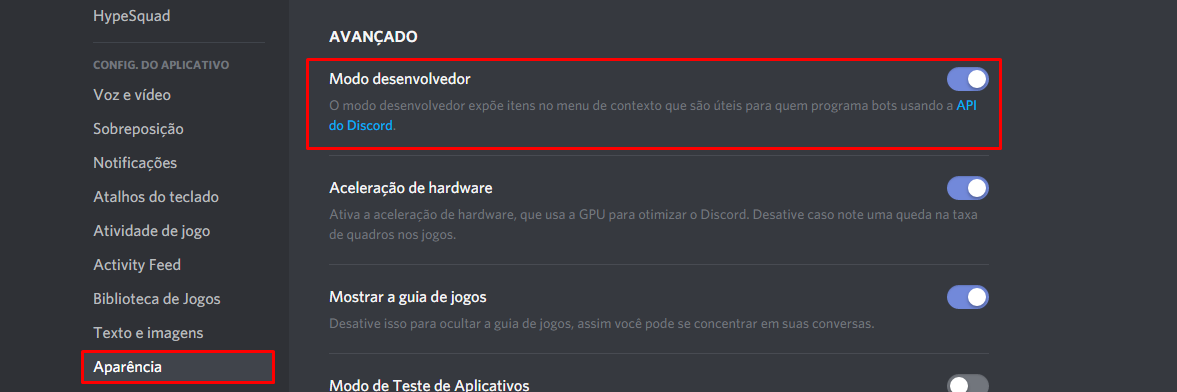 HypeSquad
CONFIG. DO APLICATIVO
Voz e vídeo
Sobreposição
Notificações
Atalhos do teclado
Atividade de jogo
Activity Feed
Biblioteca de Jogos
Texto e imagens
Aparência
AVANÇADO
Modo desenvolvedor
O modo desenvolvedor expõe itens no menu de contexto que são úteis para quem programa bots usando a API
do Discord.
Aceleração de hardware
Ativa a aceleração de hardware, que usa a GPU para otimizar o Discord. Desative caso note uma queda na taxa
de quadros nos jogos.
Mostrar a guia de jogos
Desative isso para ocultar a guia de jogos, assim você pode se concentrar em suas conversas.
Modo de Teste de Aplicativos